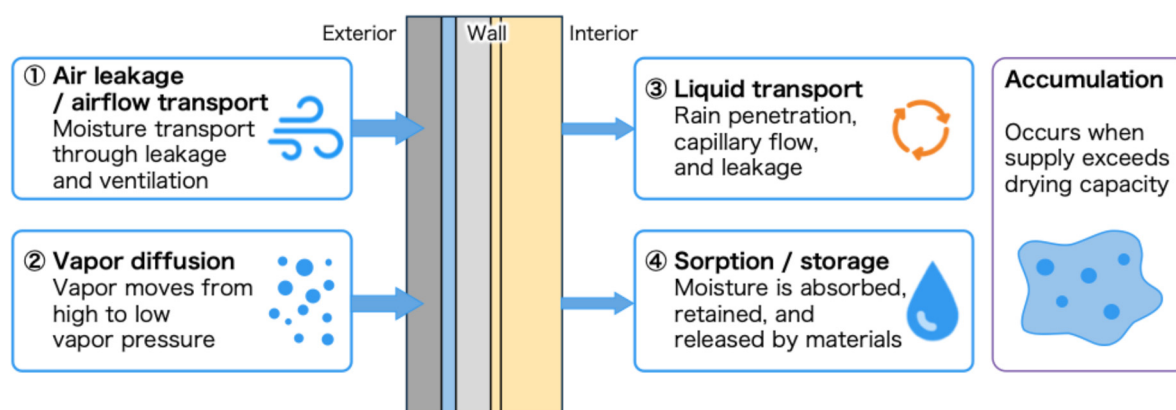 Exterior
Wall
Interior
① Air leakage
/ airflow transport
Moisture transport
through leakage
and ventilation
② Vapor diffusion
Vapor moves from
high to low
vapor pressure
③ Liquid transport
Rain penetration,
capillary flow,
and leakage
④ Sorption / storage
Moisture is absorbed,
retained, and
released by materials
Accumulation
Occurs when
supply exceeds
drying capacity